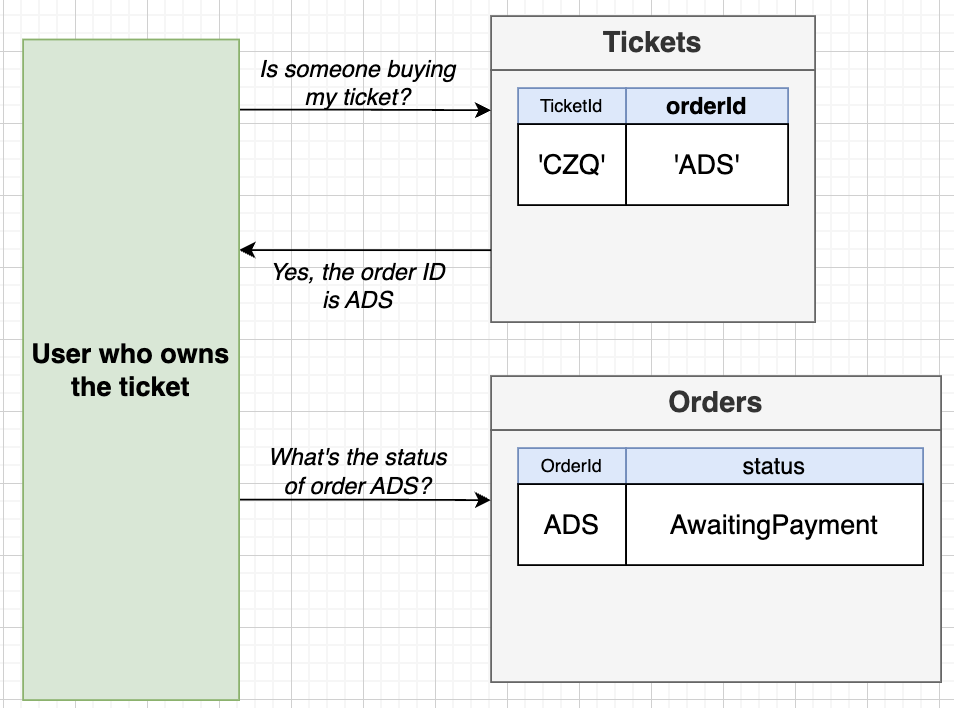 Tickets
Is someone buying
my ticket?
TicketId orderId
'CZQ' 'ADS'
Yes, the order ID
is ADS
User who owns
the ticket
Orders
What's the status
of order ADS?
OrderId status
ADS AwaitingPayment